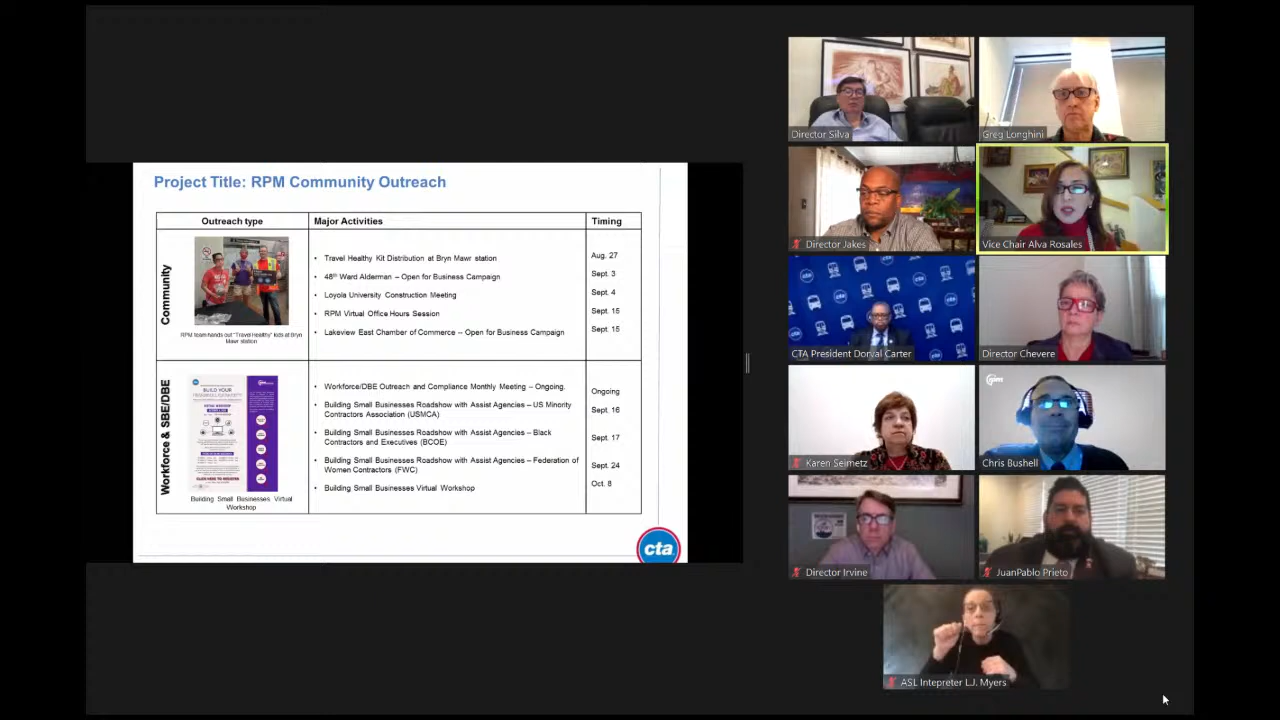 Project Title: RPM Community Outreach
Outreach type
Major Activities
Timing
Community
RPM team hands out "Travel Healthy" kits at Bryn
Mawr station
• Travel Healthy Kit Distribution at Bryn Mawr station
• 48th Ward Alderman – Open for Business Campaign
• Loyola University Construction Meeting
• RPM Virtual Office Hours Session
• Lakeview East Chamber of Commerce – Open for Business Campaign
Aug. 27
Sept. 3
Sept. 4
Sept. 15
Sept. 15
Workforce & SBE/DBE
BUILD YOUR
Building Small Businesses Virtual
Workshop
• Workforce/DBE Outreach and Compliance Monthly Meeting – Ongoing.
• Building Small Businesses Roadshow with Assist Agencies – US Minority
Contractors Association (USMCA)
• Building Small Businesses Roadshow with Assist Agencies – Black
Contractors and Executives (BCOE)
• Building Small Businesses Roadshow with Assist Agencies – Federation of
Women Contractors (FWC)
• Building Small Businesses Virtual Workshop
Ongoing
Sept. 16
Sept. 17
Sept. 24
Oct. 8
cta
Director Silva
Greg Longhini
Director Jakes
Vice Chair Alva Rosales
cta
CTA President Dorval Carter
Director Chevere
Karen Seimetz
rpm
Chris Bushell
Director Irvine
JuanPablo Prieto
ASL Intepreter L.J. Myers